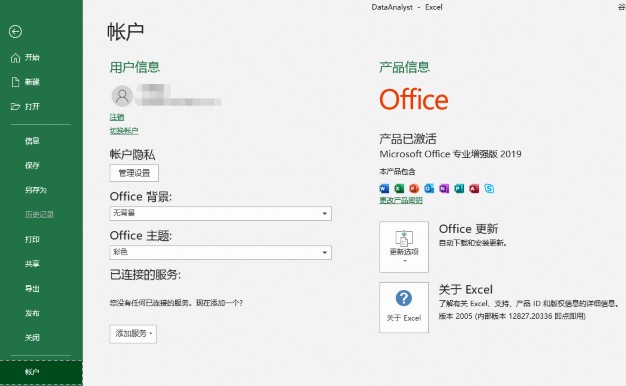 DataAnalyst - Excel
谷
帐户
开始
新建
打开
信息
保存
另存为
历史记录
打印
共享
导出
发布
关闭
帐户
用户信息
注销
切换帐户
帐户隐私
管理设置
Office 背景:
无背景
Office 主题:
彩色
已连接的服务:
您没有任何已连接的服务。现在添加一个?
添加服务
产品信息
Office
产品已激活
Microsoft Office 专业增强版 2019
本产品包含
更改产品密钥
更新选项
Office 更新
自动下载和安装更新。
关于 Excel
关于 Excel
了解有关 Excel、支持、产品 ID 和版权信息的详细信息。
版本 2005 (内部版本 12827.20336 即点即用)